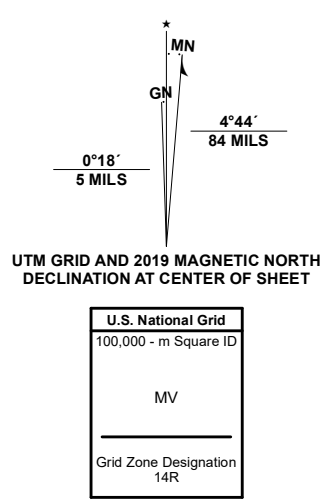 ★
MN
GN
4°44´
84 MILS
0°18´
5 MILS
UTM GRID AND 2019 MAGNETIC NORTH
DECLINATION AT CENTER OF SHEET
U.S. National Grid
100,000 - m Square ID
MV
Grid Zone Designation
14R